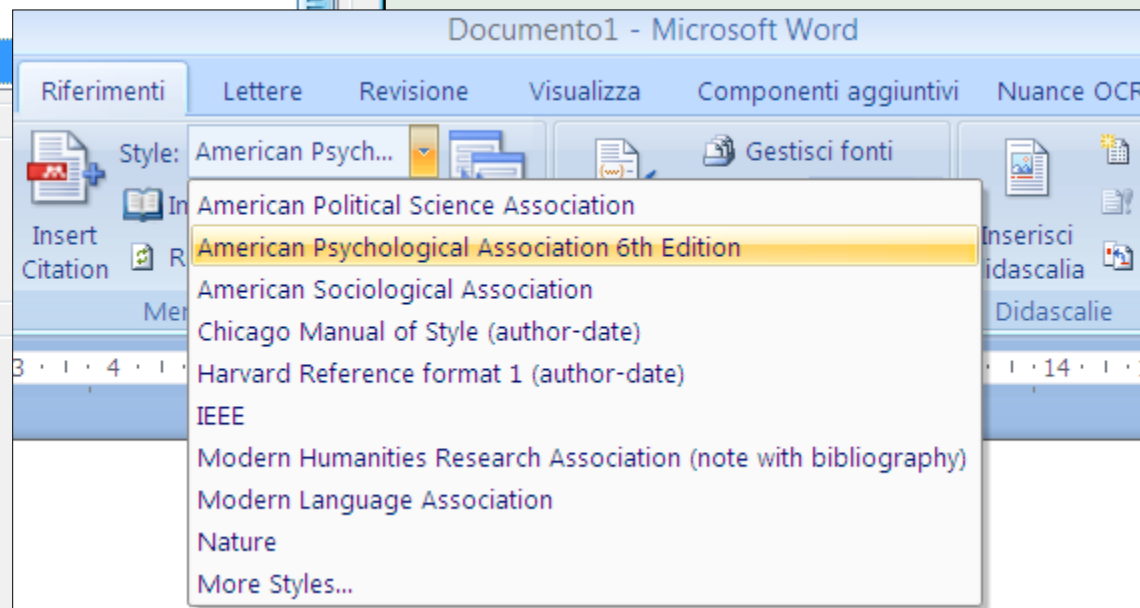 Documento1 - Microsoft Word
Riferimenti Lettere Revisione Visualizza Componenti aggiuntivi Nuance OCR
Style: American Psych... Gestisci fonti
Insert Citation
Inserisci
American Political Science Association
American Psychological Association 6th Edition
American Sociological Association
Chicago Manual of Style (author-date)
Harvard Reference format 1 (author-date)
IEEE
Modern Humanities Research Association (note with bibliography)
Modern Language Association
Nature
More Styles...
Didascalie
3 4 14